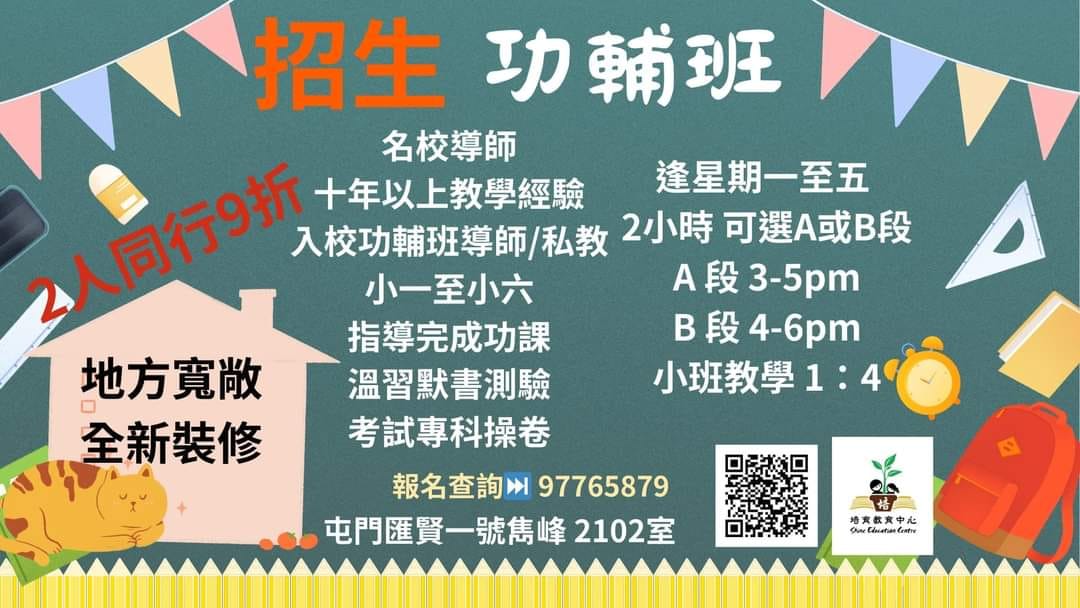 招生 功輔班
2人同行9折
名校導師
十年以上教學經驗
入校功輔班導師/私教
小一至小六
指導完成功課
溫習默書測驗
考試專科操卷
逢星期一至五
2小時 可選A或B段
A 段 3-5pm
B 段 4-6pm
小班教學 1：4
地方寬敞
全新裝修
報名查詢⏭ 97765879
屯門匯賢一號雋峰 2102室
培
培育教育中心
Shine Education Centre